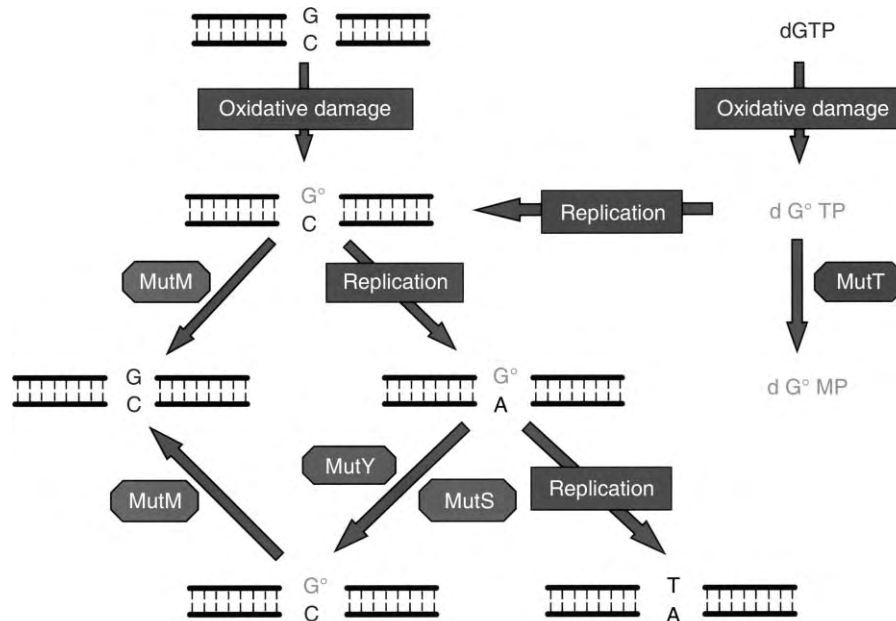 G
C
dGTP
Oxidative damage
Oxidative damage
G°
C
Replication
d G° TP
MutM
Replication
MutT
G
C
G°
A
d G° MP
MutY
MutM
MutS
Replication
G°
C
T
A